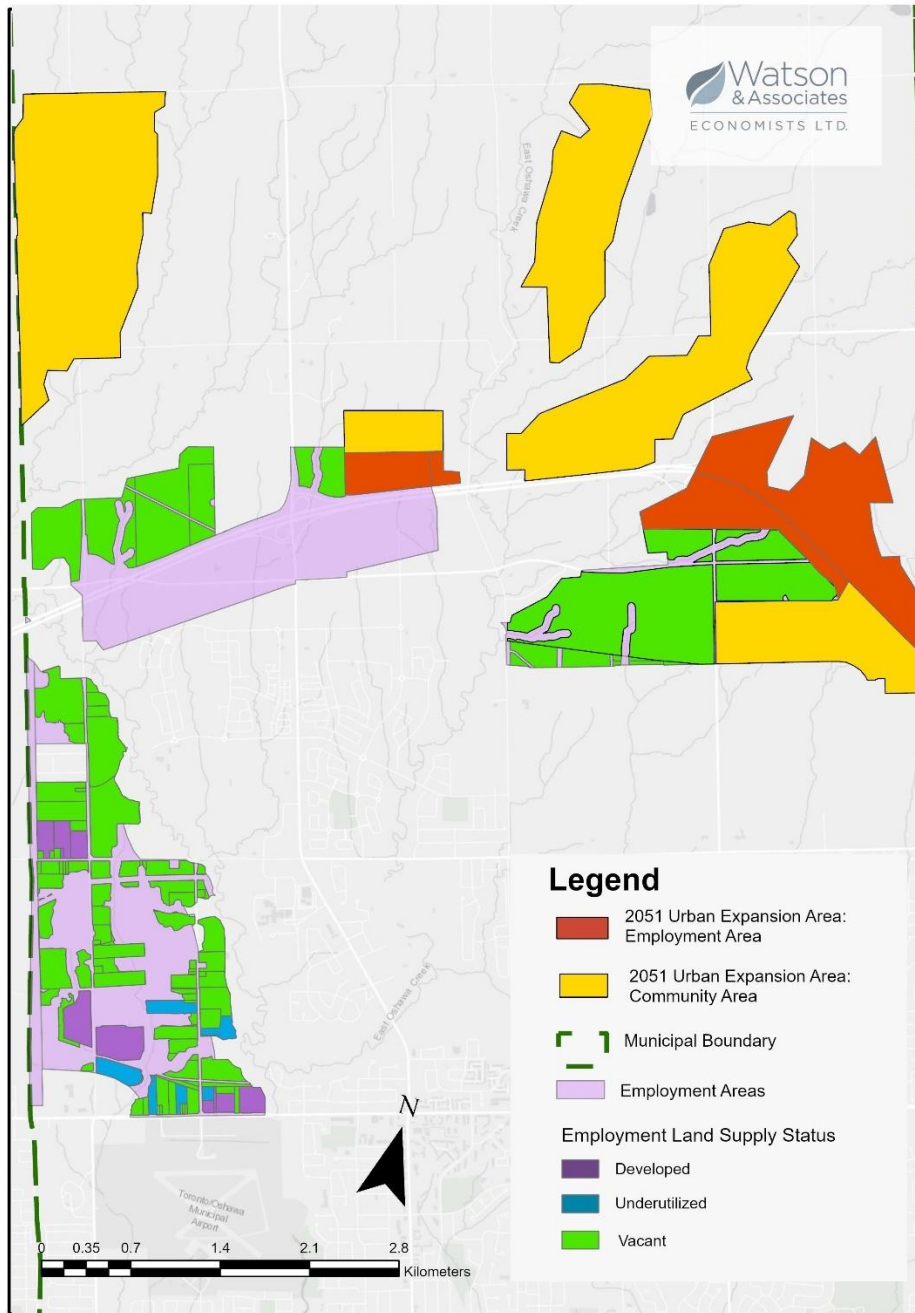 Watson
& Associates
ECONOMISTS LTD.
East Oshawa Creek
East Oshawa Creek
Legend
2051 Urban Expansion Area:
Employment Area
2051 Urban Expansion Area:
Community Area
Municipal Boundary
Employment Areas
Employment Land Supply Status
Developed
Underutilized
Vacant
N
Toronto/Oshawa
Municipal
Airport
0 0.35 0.7 1.4 2.1 2.8
Kilometers